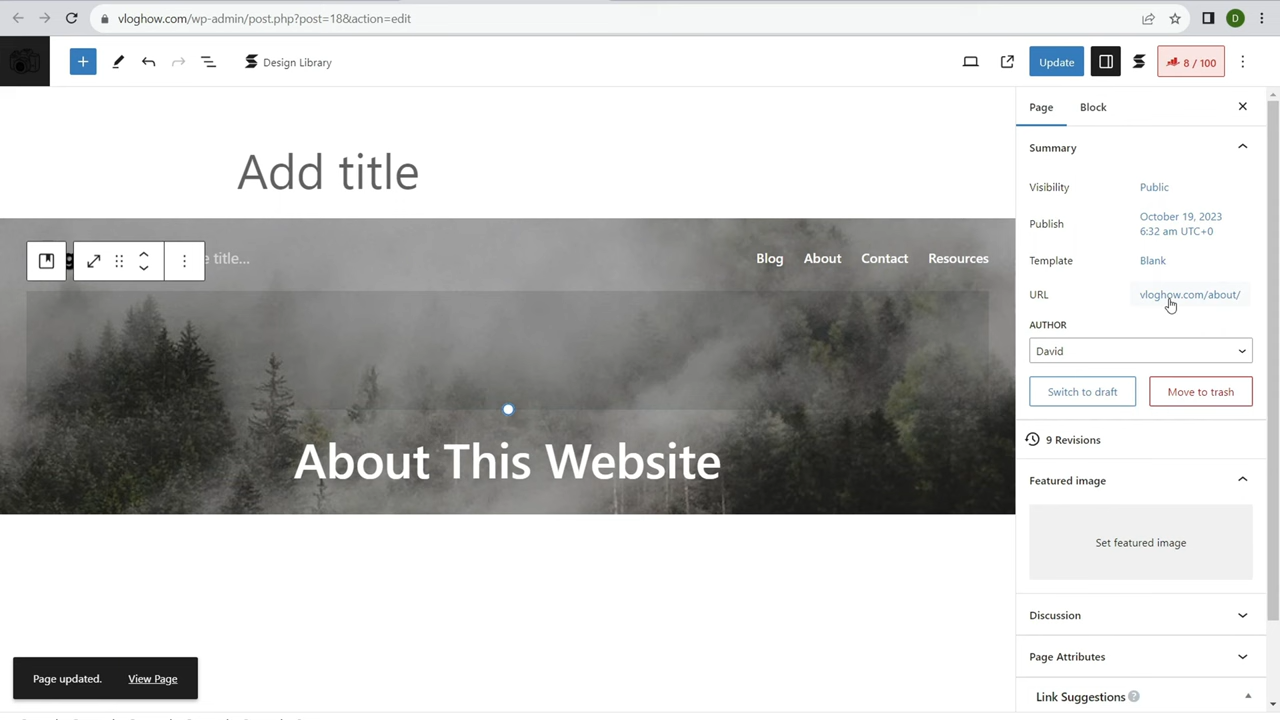 vloghow.com/wp-admin/post.php?post=18&action=edit
D
Design Library
Update
8 / 100
Page
Block
Add title
Summary
Visibility
Public
Publish
October 19, 2023
6:32 am UTC+0
Template
Blank
URL
vloghow.com/about/
AUTHOR
David
Switch to draft
Move to trash
9 Revisions
Featured image
Set featured image
Discussion
Page Attributes
Link Suggestions
title...
Blog
About
Contact
Resources
About This Website
Page updated.
View Page